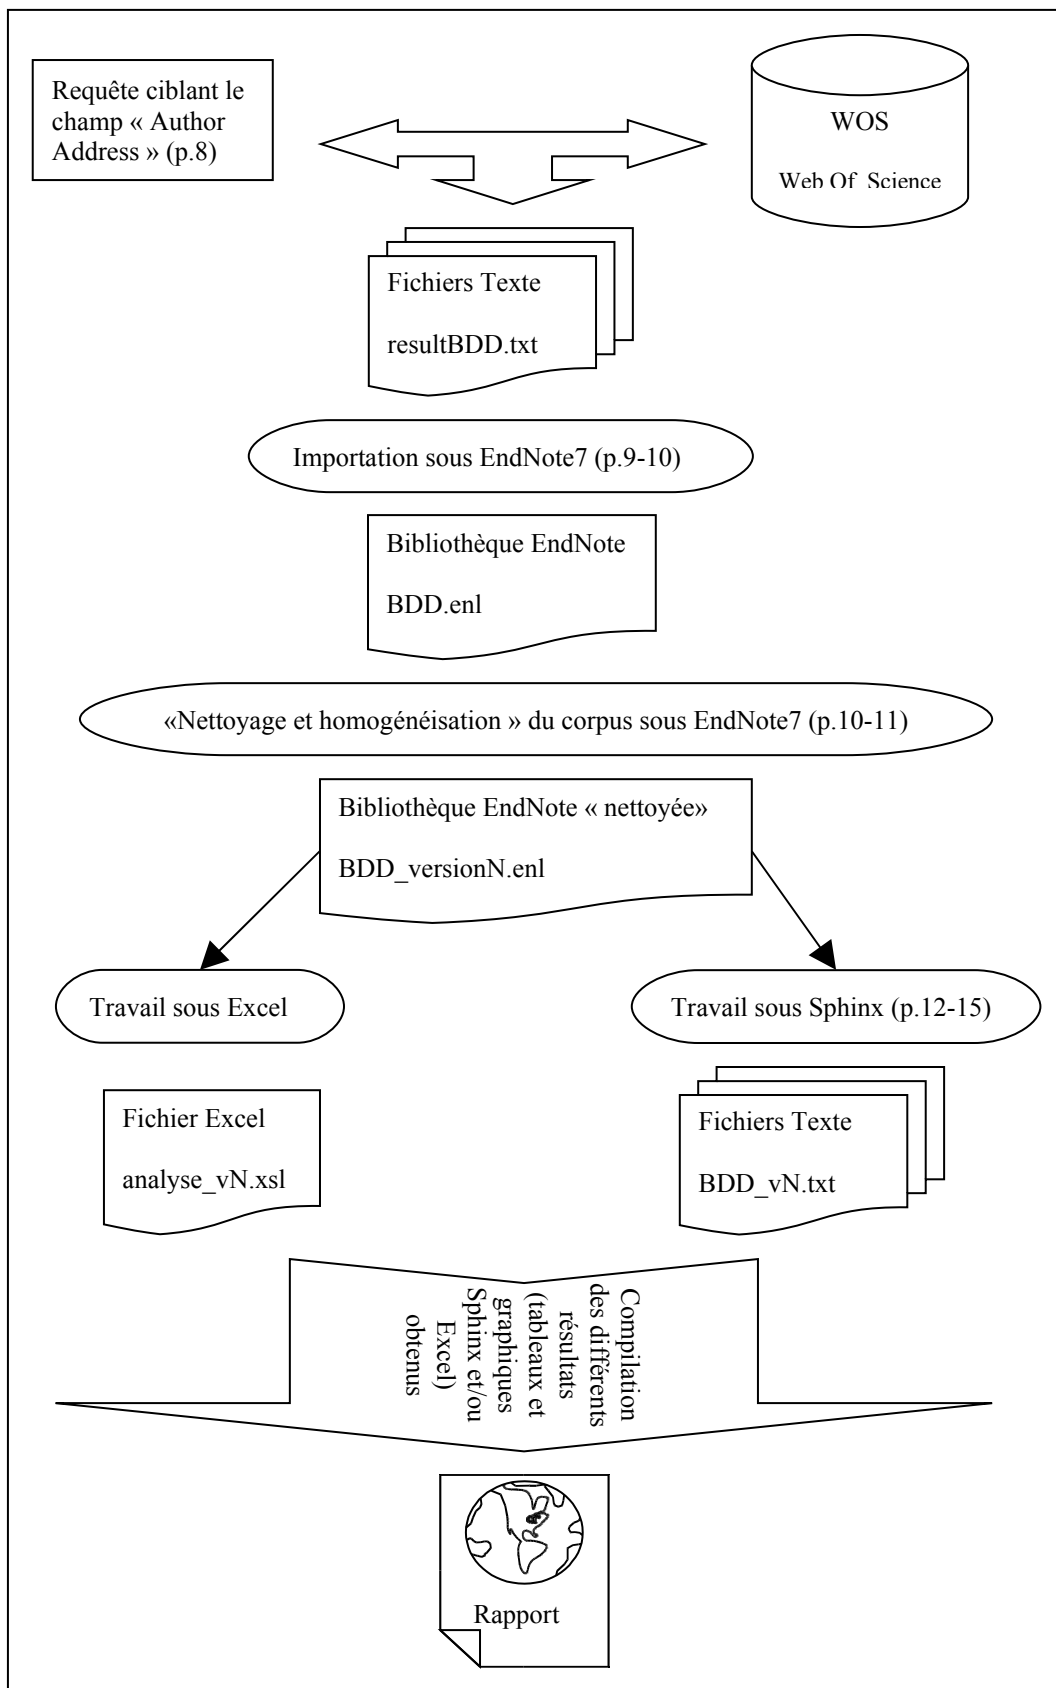 Requête ciblant le
champ « Author
Address » (p.8)
WOS
Web Of Science
Fichiers Texte
resultBDD.txt
Importation sous EndNote7 (p.9-10)
Bibliothèque EndNote
BDD.enl
«Nettoyage et homogénéisation » du corpus sous EndNote7 (p.10-11)
Bibliothèque EndNote « nettoyée»
BDD_versionN.enl
Travail sous Excel
Travail sous Sphinx (p.12-15)
Fichier Excel
analyse_vN.xsl
Fichiers Texte
BDD_vN.txt
Compilation
des différents
résultats
(tableaux et
graphiques
Sphinx et/ou
Excel)
obtenus
Rapport